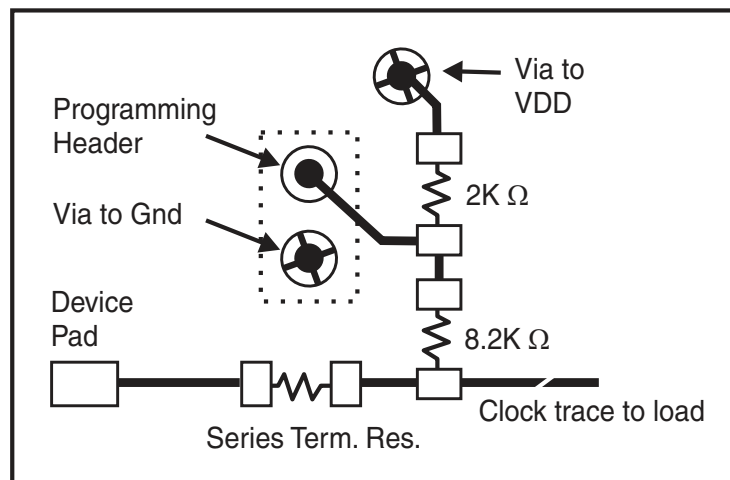 Via to
VDD
Programming
Header
2K Ω
Via to Gnd
Device
Pad
8.2K Ω
Clock trace to load
Series Term. Res.